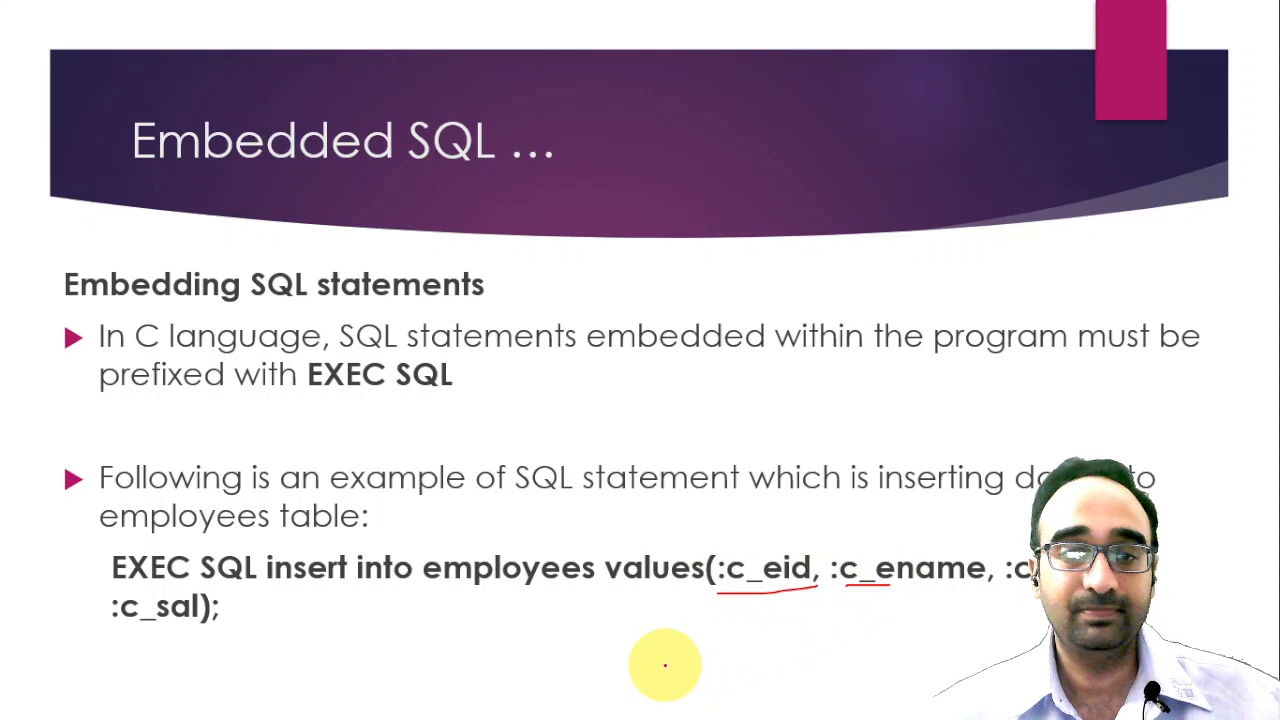 Embedded SQL ...
Embedding SQL statements
In C language, SQL statements embedded within the program must be
prefixed with EXEC SQL
Following is an example of SQL statement which is inserting to
employees table:
EXEC SQL insert into employees values(:c_eid, :c_ename,
:c_sal);